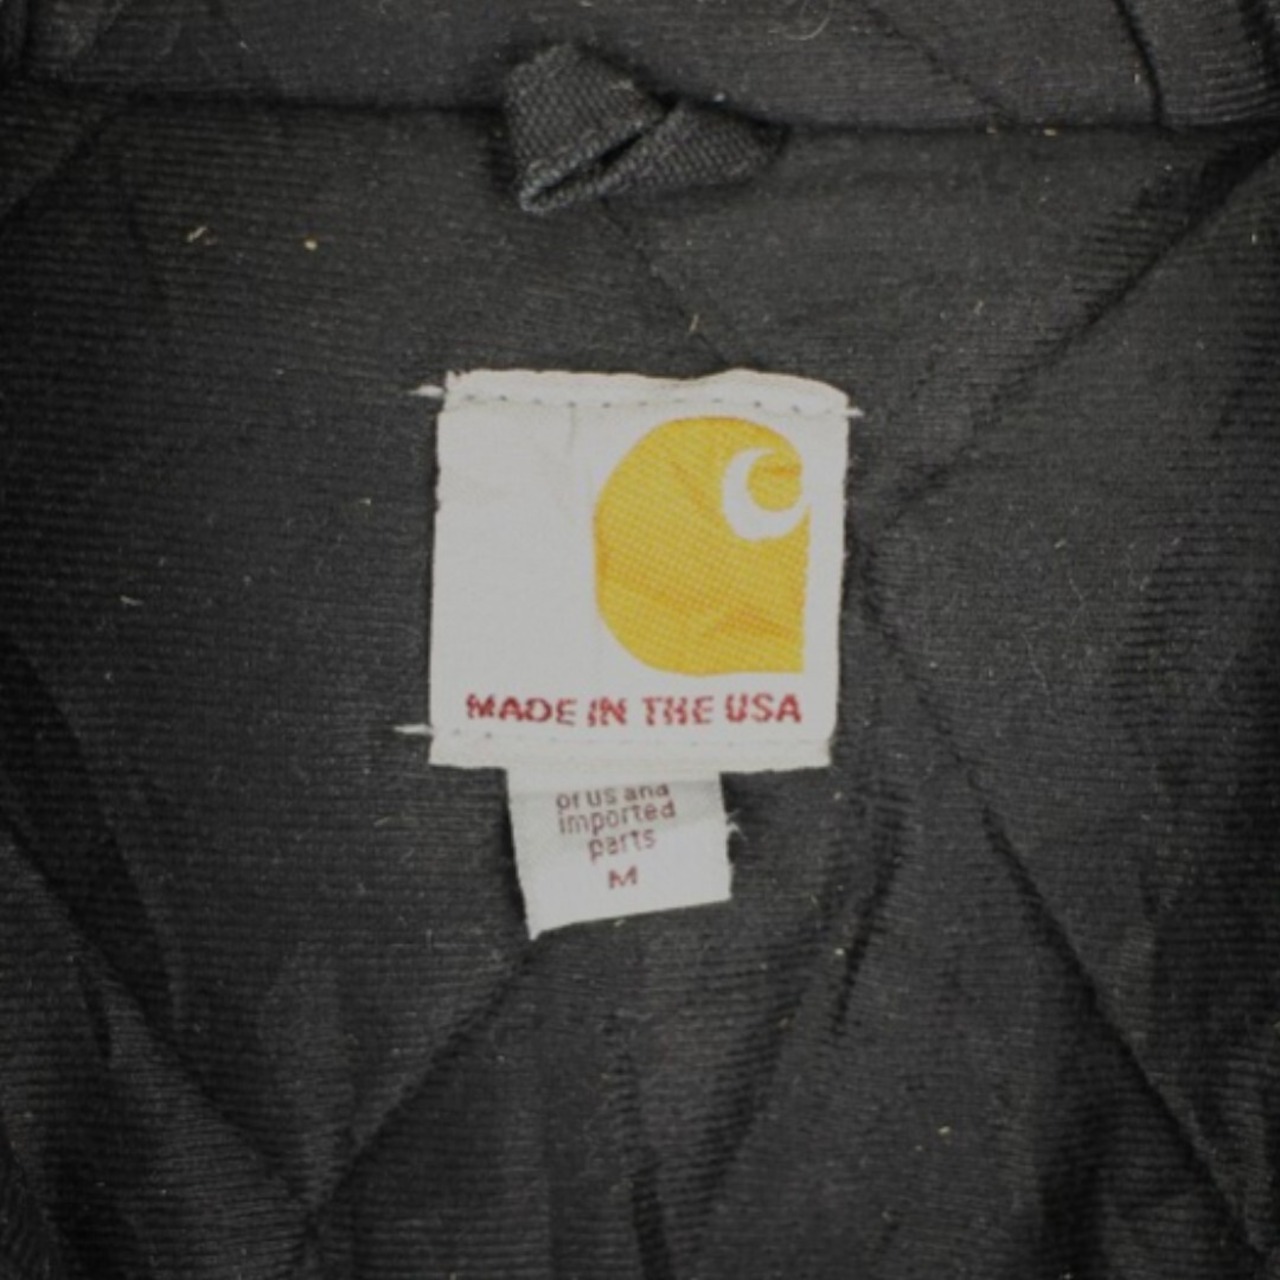 MADE IN THE USA
of us and
imported
parts
M